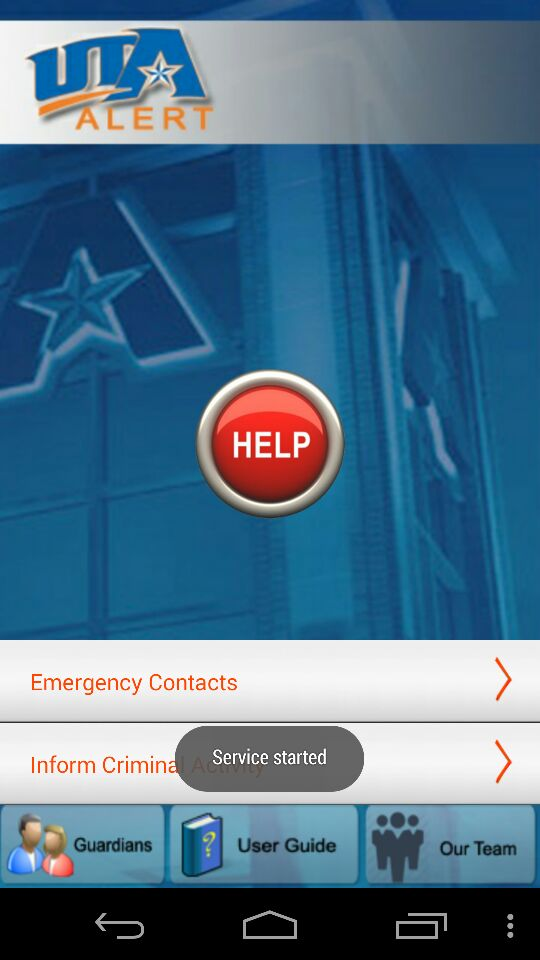 UTA
ALERT
HELP
Emergency Contacts
Inform Criminal Activity
Service started
Guardians
User Guide
Our Team